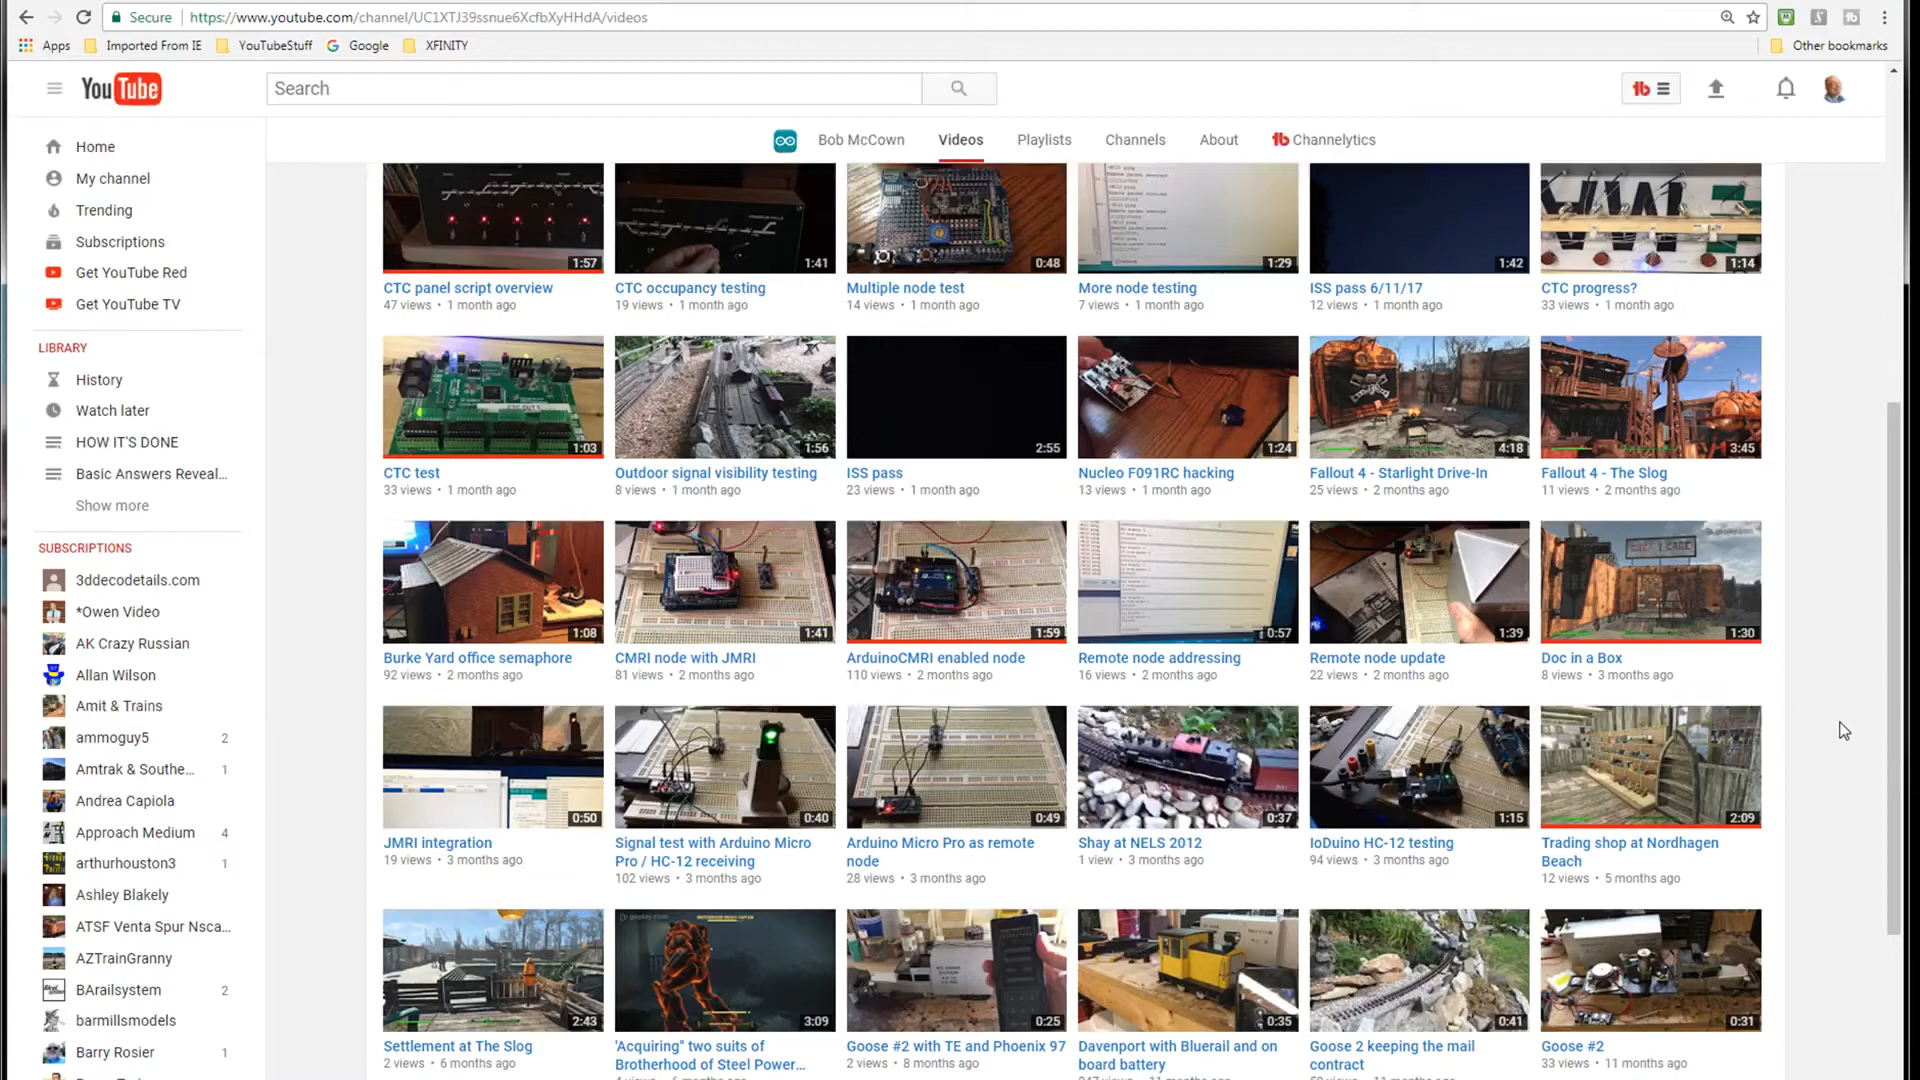 Secure https://www.youtube.com/channel/UC1XTJ39ssnue6XcfbXyHHdA/videos
Apps Imported From IE YouTubeStuff Google XFINITY Other bookmarks
YouTube Search
Bob McCown Videos Playlists Channels About Channelytics
Home
My channel
Trending
Subscriptions
Get YouTube Red
Get YouTube TV
LIBRARY
History
Watch later
HOW IT'S DONE
Basic Answers Reveal...
Show more
SUBSCRIPTIONS
3ddecodetails.com
*Owen Video
AK Crazy Russian
Allan Wilson
Amit & Trains
ammoguy5 2
Amtrak & Southe... 1
Andrea Capiola
Approach Medium 4
arthurhouston3 1
Ashley Blakely
ATSF Venta Spur Nsca...
AZTrainGranny
BArailsystem 2
barmillsmodels
Barry Rosier 1
1:57 1:41 0:48 1:29 1:42 1:14
CTC panel script overview CTC occupancy testing Multiple node test More node testing ISS pass 6/11/17 CTC progress?
47 views • 1 month ago 19 views • 1 month ago 14 views • 1 month ago 7 views • 1 month ago 12 views • 1 month ago 33 views • 1 month ago
1:03 1:56 2:55 1:24 4:18 3:45
CTC test Outdoor signal visibility testing ISS pass Nucleo F091RC hacking Fallout 4 - Starlight Drive-In Fallout 4 - The Slog
33 views • 1 month ago 8 views • 1 month ago 23 views • 1 month ago 13 views • 1 month ago 25 views • 2 months ago 11 views • 2 months ago
1:08 1:41 1:59 0:57 1:39 1:30
Burke Yard office semaphore CMRI node with JMRI ArduinoCMRI enabled node Remote node addressing Remote node update Doc in a Box
92 views • 2 months ago 81 views • 2 months ago 110 views • 2 months ago 16 views • 2 months ago 22 views • 2 months ago 8 views • 3 months ago
0:50 0:40 0:49 0:37 1:15 2:09
JMRI integration Signal test with Arduino Micro Arduino Micro Pro as remote Shay at NELS 2012 IoDuino HC-12 testing Trading shop at Nordhagen
19 views • 3 months ago Pro / HC-12 receiving node 1 view • 3 months ago 94 views • 3 months ago Beach
102 views • 3 months ago 28 views • 3 months ago 12 views • 5 months ago
2:43 3:09 0:25 0:35 0:41 0:31
Settlement at The Slog 'Acquiring" two suits of Goose #2 with TE and Phoenix 97 Davenport with Bluerail and on Goose 2 keeping the mail Goose #2
2 views • 6 months ago Brotherhood of Steel Power... 2 views • 8 months ago board battery contract 33 views • 11 months ago